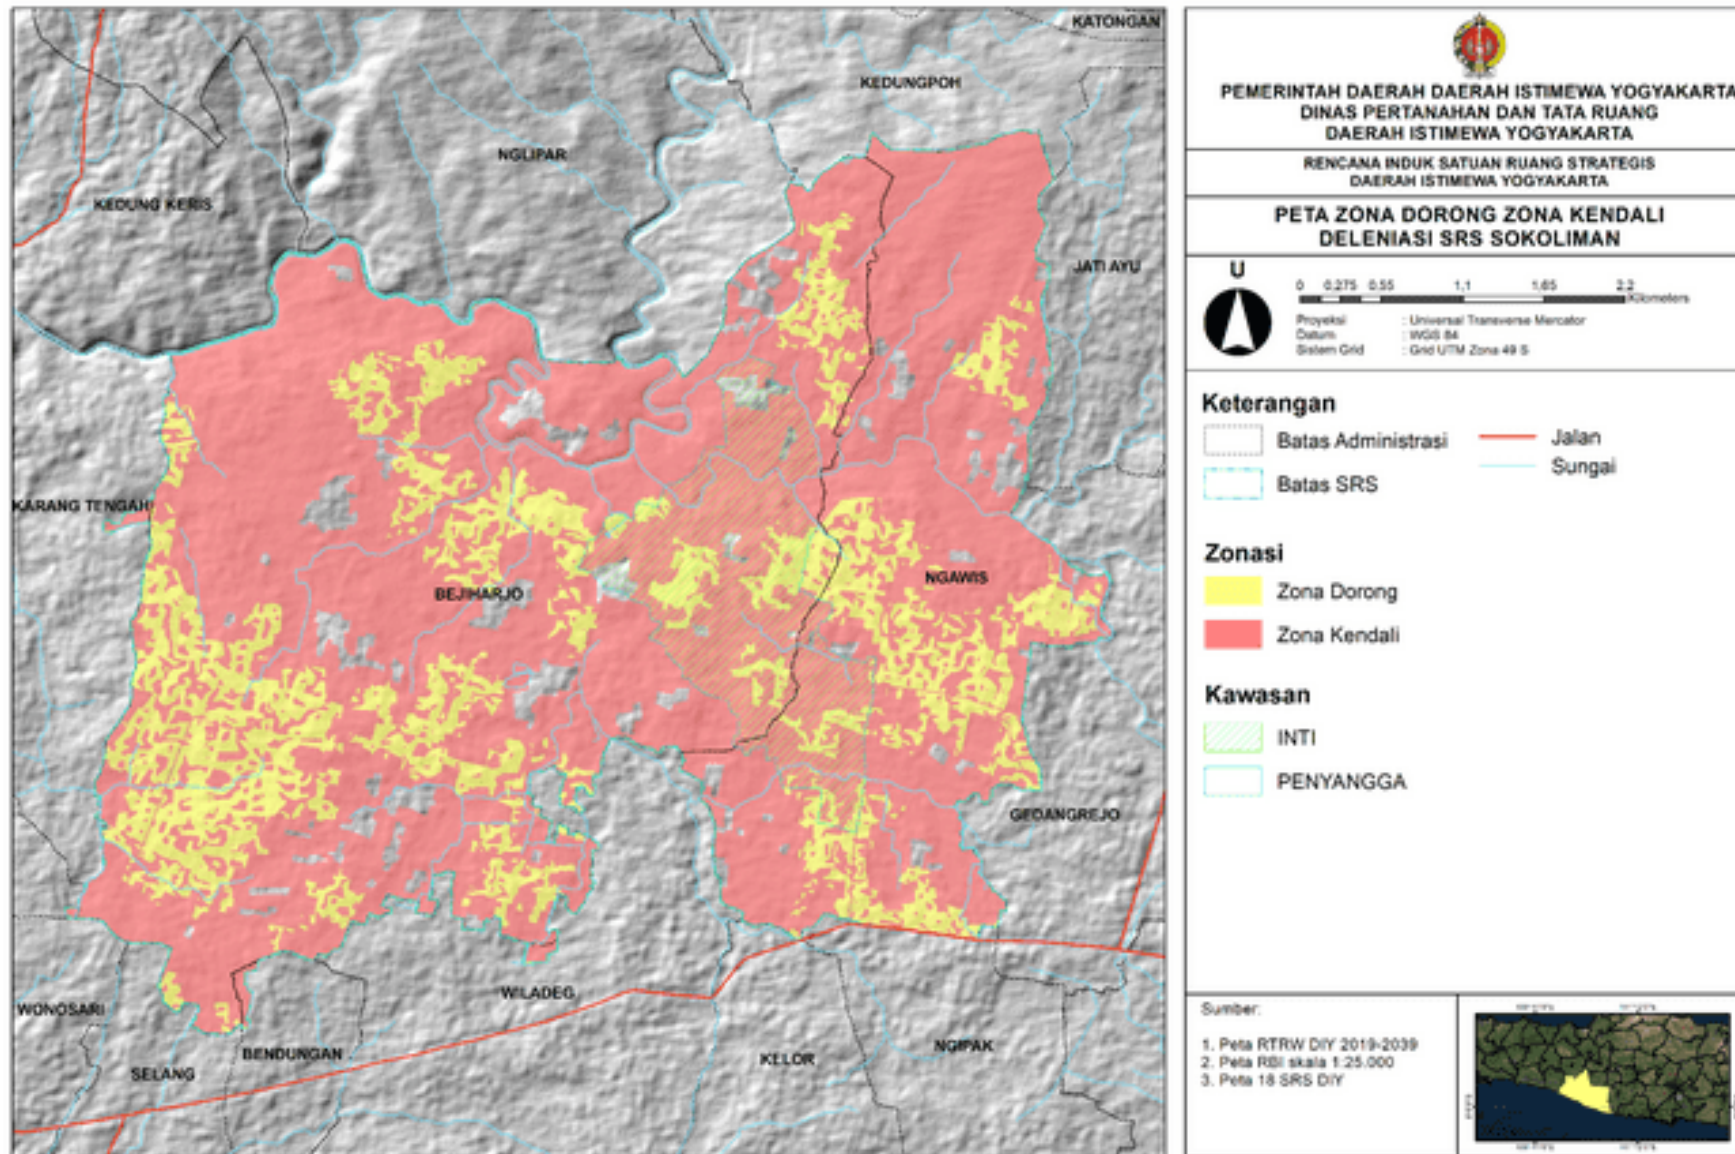 KATONGAN
KEDUNGPOH
NGLIPAR
KEDUNG KERIS
JATI AYU
KARANG TENGAH
BEJIHARJO
NGAWIS
GEDANGREJO
WONOSARI
WILADEG
BENDUNGAN
SELANG
KELOR
NGIPAK
PEMERINTAH DAERAH DAERAH ISTIMEWA YOGYAKARTA
DINAS PERTANAHAN DAN TATA RUANG
DAERAH ISTIMEWA YOGYAKARTA
RENCANA INDUK SATUAN RUANG STRATEGIS
DAERAH ISTIMEWA YOGYAKARTA
PETA ZONA DORONG ZONA KENDALI
DELENIASI SRS SOKOLIMAN
U
0 0.275 0.55 1,1 1,65 2,2
Kilometers
Proyeksi : Universal Transverse Mercator
Datum : WGS 84
Sistem Grid : Grid UTM Zona 49 S
Keterangan
Batas Administrasi Jalan
Batas SRS Sungai
Zonasi
Zona Dorong
Zona Kendali
Kawasan
INTI
PENYANGGA
Sumber:
1. Peta RTRW DIY 2019-2039
2. Peta RBI skala 1:25.000
3. Peta 18 SRS DIY